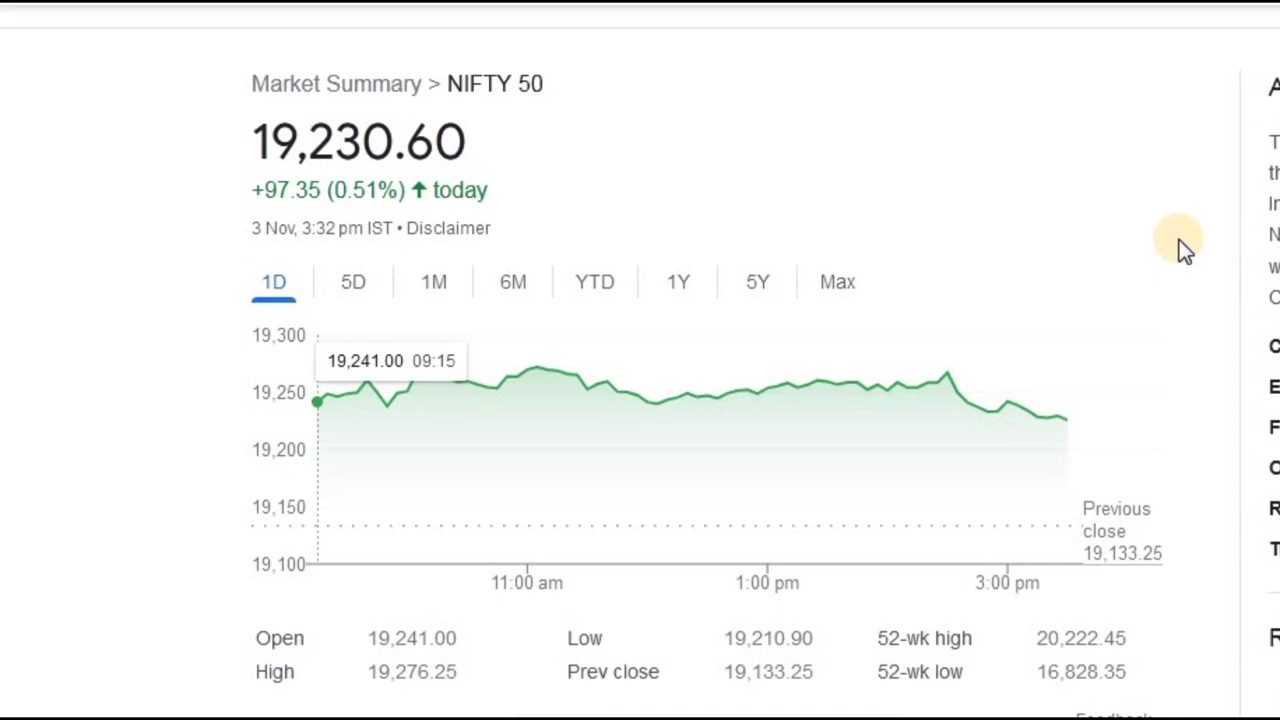 Market Summary > NIFTY 50
19,230.60
+97.35 (0.51%) ↑ today
3 Nov, 3:32 pm IST • Disclaimer
1D 5D 1M 6M YTD 1Y 5Y Max
19,300
19,241.00 09:15
19,250
19,200
19,150
19,100
Previous
close
19,133.25
11:00 am 1:00 pm 3:00 pm
Open 19,241.00 Low 19,210.90 52-wk high 20,222.45
High 19,276.25 Prev close 19,133.25 52-wk low 16,828.35